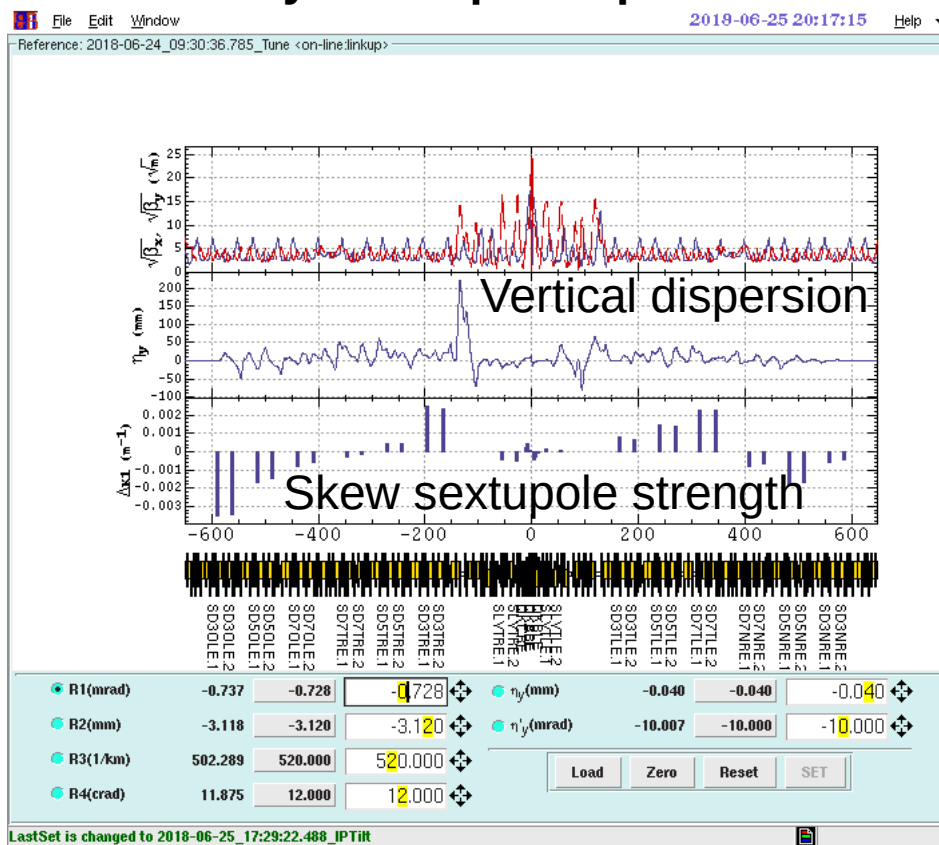 File Edit Window 2018-06-25 20:17:15 Help
Reference: 2018-06-24_09:30:36.785_Tune <on-line:linkup>
√βx, √βy (√m)
25
20
15
10
5
0
Vertical dispersion
ηy (mm)
200
150
100
50
0
-50
-100
Δk1 (m⁻¹)
0.002
0.001
0
-0.001
-0.002
-0.003
Skew sextupole strength
-600 -400 -200 0 200 400 600
SD3OLE.1 SD3OLE.2 SD5OLE.1 SD5OLE.2 SD7OLE.1 SD7OLE.2 SD7TRE.1 SD7TRE.2 SD5TRE.1 SD5TRE.2 SD3TRE.1 SD3TRE.2 SLYTRE.1 SLYTRE.2 SLYTLE.1 SLYTLE.2 SD3TLE.1 SD3TLE.2 SD5TLE.1 SD5TLE.2 SD7TLE.1 SD7TLE.2 SD7NRE.1 SD7NRE.2 SD5NRE.1 SD5NRE.2 SD3NRE.1 SD3NRE.2
R1(mrad) -0.737 -0.728 -0.728 ηy(mm) -0.040 -0.040 -0.040
R2(mm) -3.118 -3.120 -3.120 η'y(mrad) -10.007 -10.000 -10.000
R3(1/km) 502.289 520.000 520.000
Load Zero Reset SET
R4(crad) 11.875 12.000 12.000
LastSet is changed to 2018-06-25_17:29:22.488_IPTilt